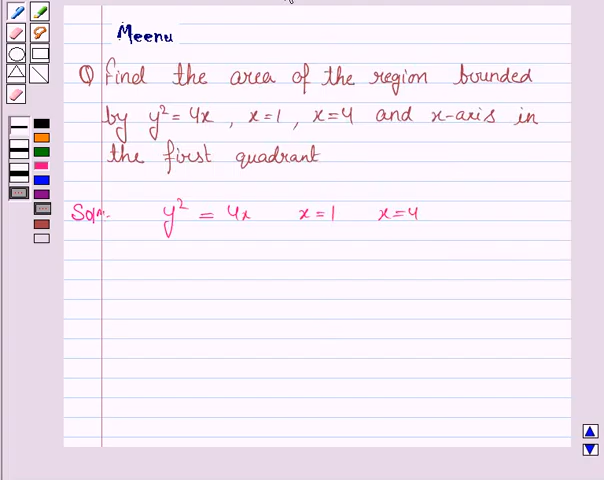 Meenu
Q Find the area of the region bounded
by y² = 4x , x=1 , x=4 and x-axis in
the first quadrant
Soln. y² = 4x x=1 x=4